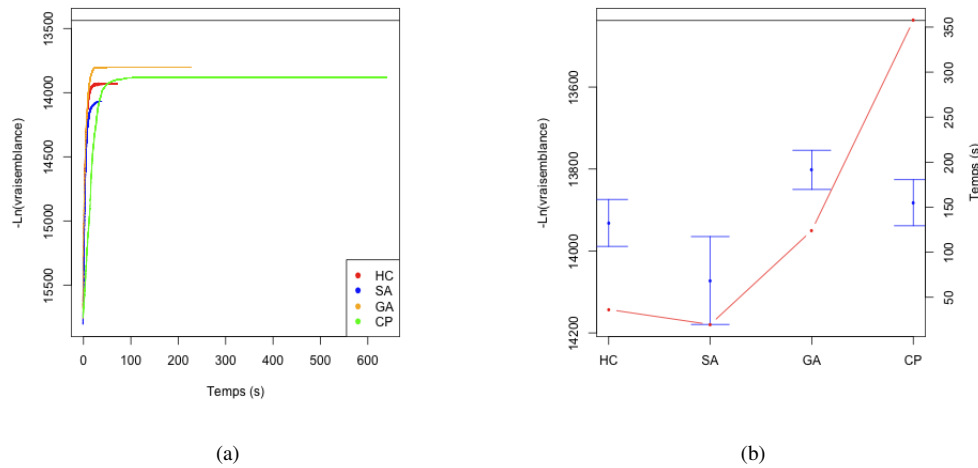 13500
14000
14500
15000
15500
-Ln(vraisemblance)
HC
SA
GA
CP
0 100 200 300 400 500 600
Temps (s)
(a)
13600
13800
14000
14200
-Ln(vraisemblance)
350
300
250
200
150
100
50
Temps (s)
HC SA GA CP
(b)